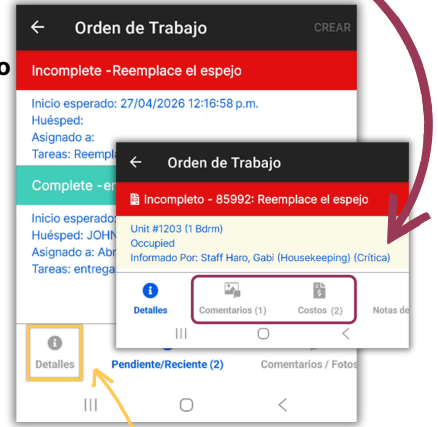 o
Orden de Trabajo
CREAR
Incomplete -Reemplace el espejo
Inicio esperado: 27/04/2026 12:16:58 p.m.
Huésped:
Asignado a:
Tareas: Reempl
Complete -en
Inicio esperado:
Huésped: JOHN
Asignado a: Abr
Tareas: entrega
Detalles
Pendiente/Reciente (2)
Comentarios / Fotos
Orden de Trabajo
Incompleto - 85992: Reemplace el espejo
Unit #1203 (1 Bdrm)
Occupied
Informado Por: Staff Haro, Gabi (Housekeeping) (Crítica)
Detalles
Comentarios (1)
Costos (2)
Notas de